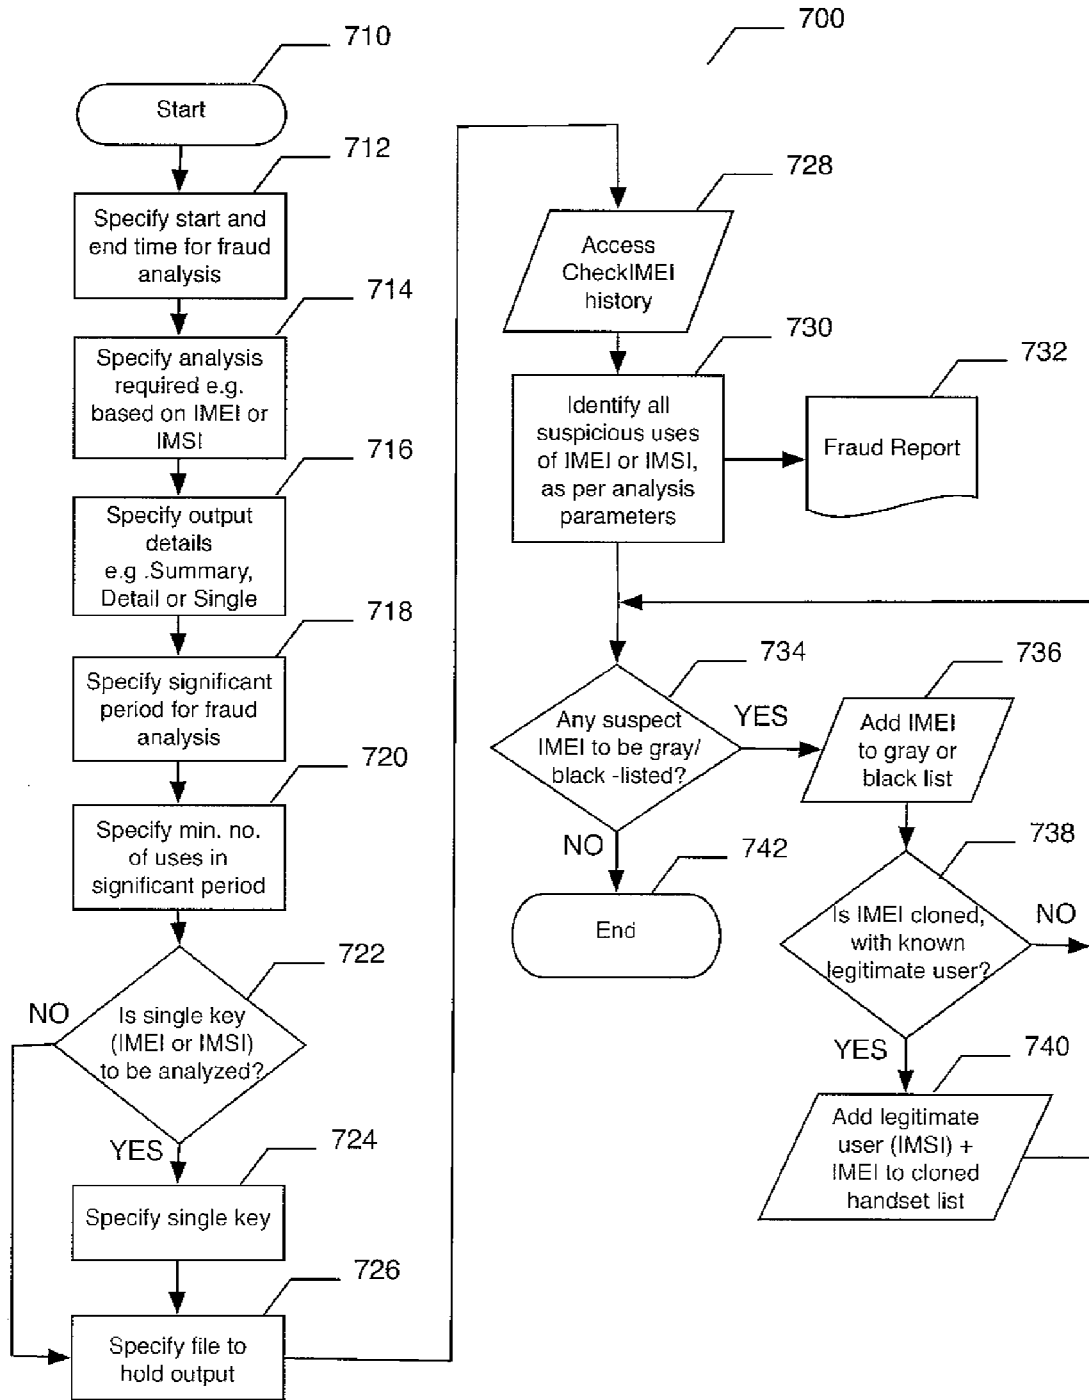 710
Start
712
Specify start and
end time for fraud
analysis
714
Specify analysis
required e.g.
based on IMEI or
IMSI
716
Specify output
details
e.g .Summary,
Detail or Single
718
Specify significant
period for fraud
analysis
720
Specify min. no.
of uses in
significant period
722
NO
Is single key
(IMEI or IMSI)
to be analyzed?
YES
724
Specify single key
726
Specify file to
hold output
700
728
Access
CheckIMEI
history
730
Identify all
suspicious uses
of IMEI or IMSI,
as per analysis
parameters
732
Fraud Report
734
Any suspect
IMEI to be gray/
black -listed?
YES
NO
742
End
736
Add IMEI
to gray or
black list
738
Is IMEI cloned,
with known
legitimate user?
NO
YES
740
Add legitimate
user (IMSI) +
IMEI to cloned
handset list